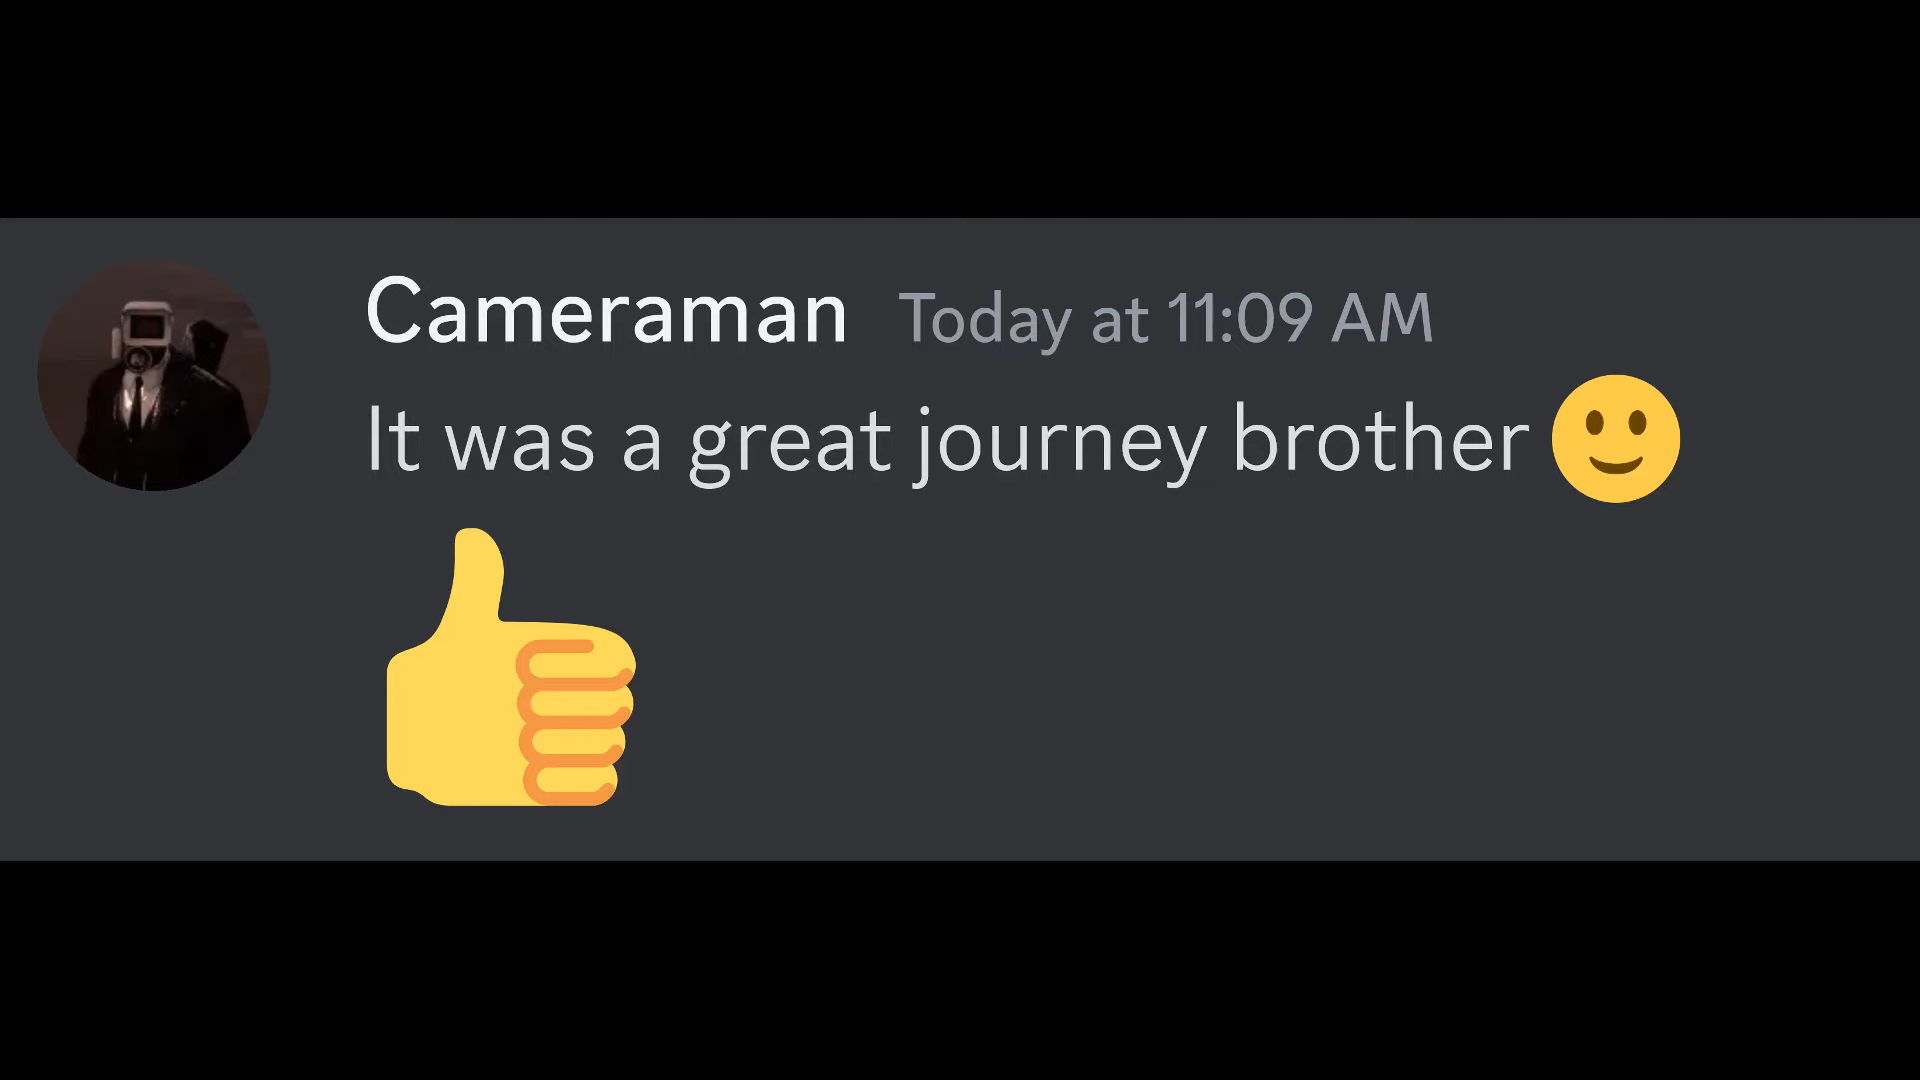 Cameraman Today at 11:09 AM
It was a great journey brother 🙂
👍